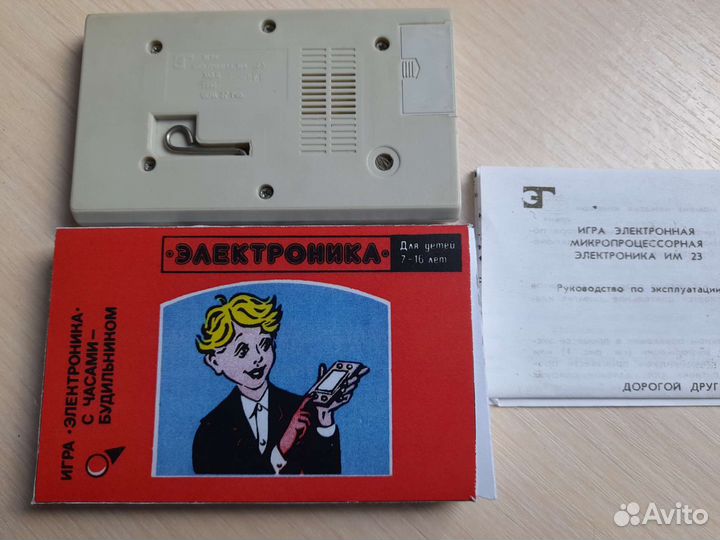 ЭЛЕКТРОНИКА
Для детей
7-16 лет
ИГРА «ЭЛЕКТРОНИКА»
С ЧАСАМИ–
БУДИЛЬНИКОМ
ЭТ
ИГРА ЭЛЕКТРОННАЯ
МИКРОПРОЦЕССОРНАЯ
ЭЛЕКТРОНИКА ИМ 23
Руководство по эксплуатации
ДОРОГОЙ ДРУГ
Avito